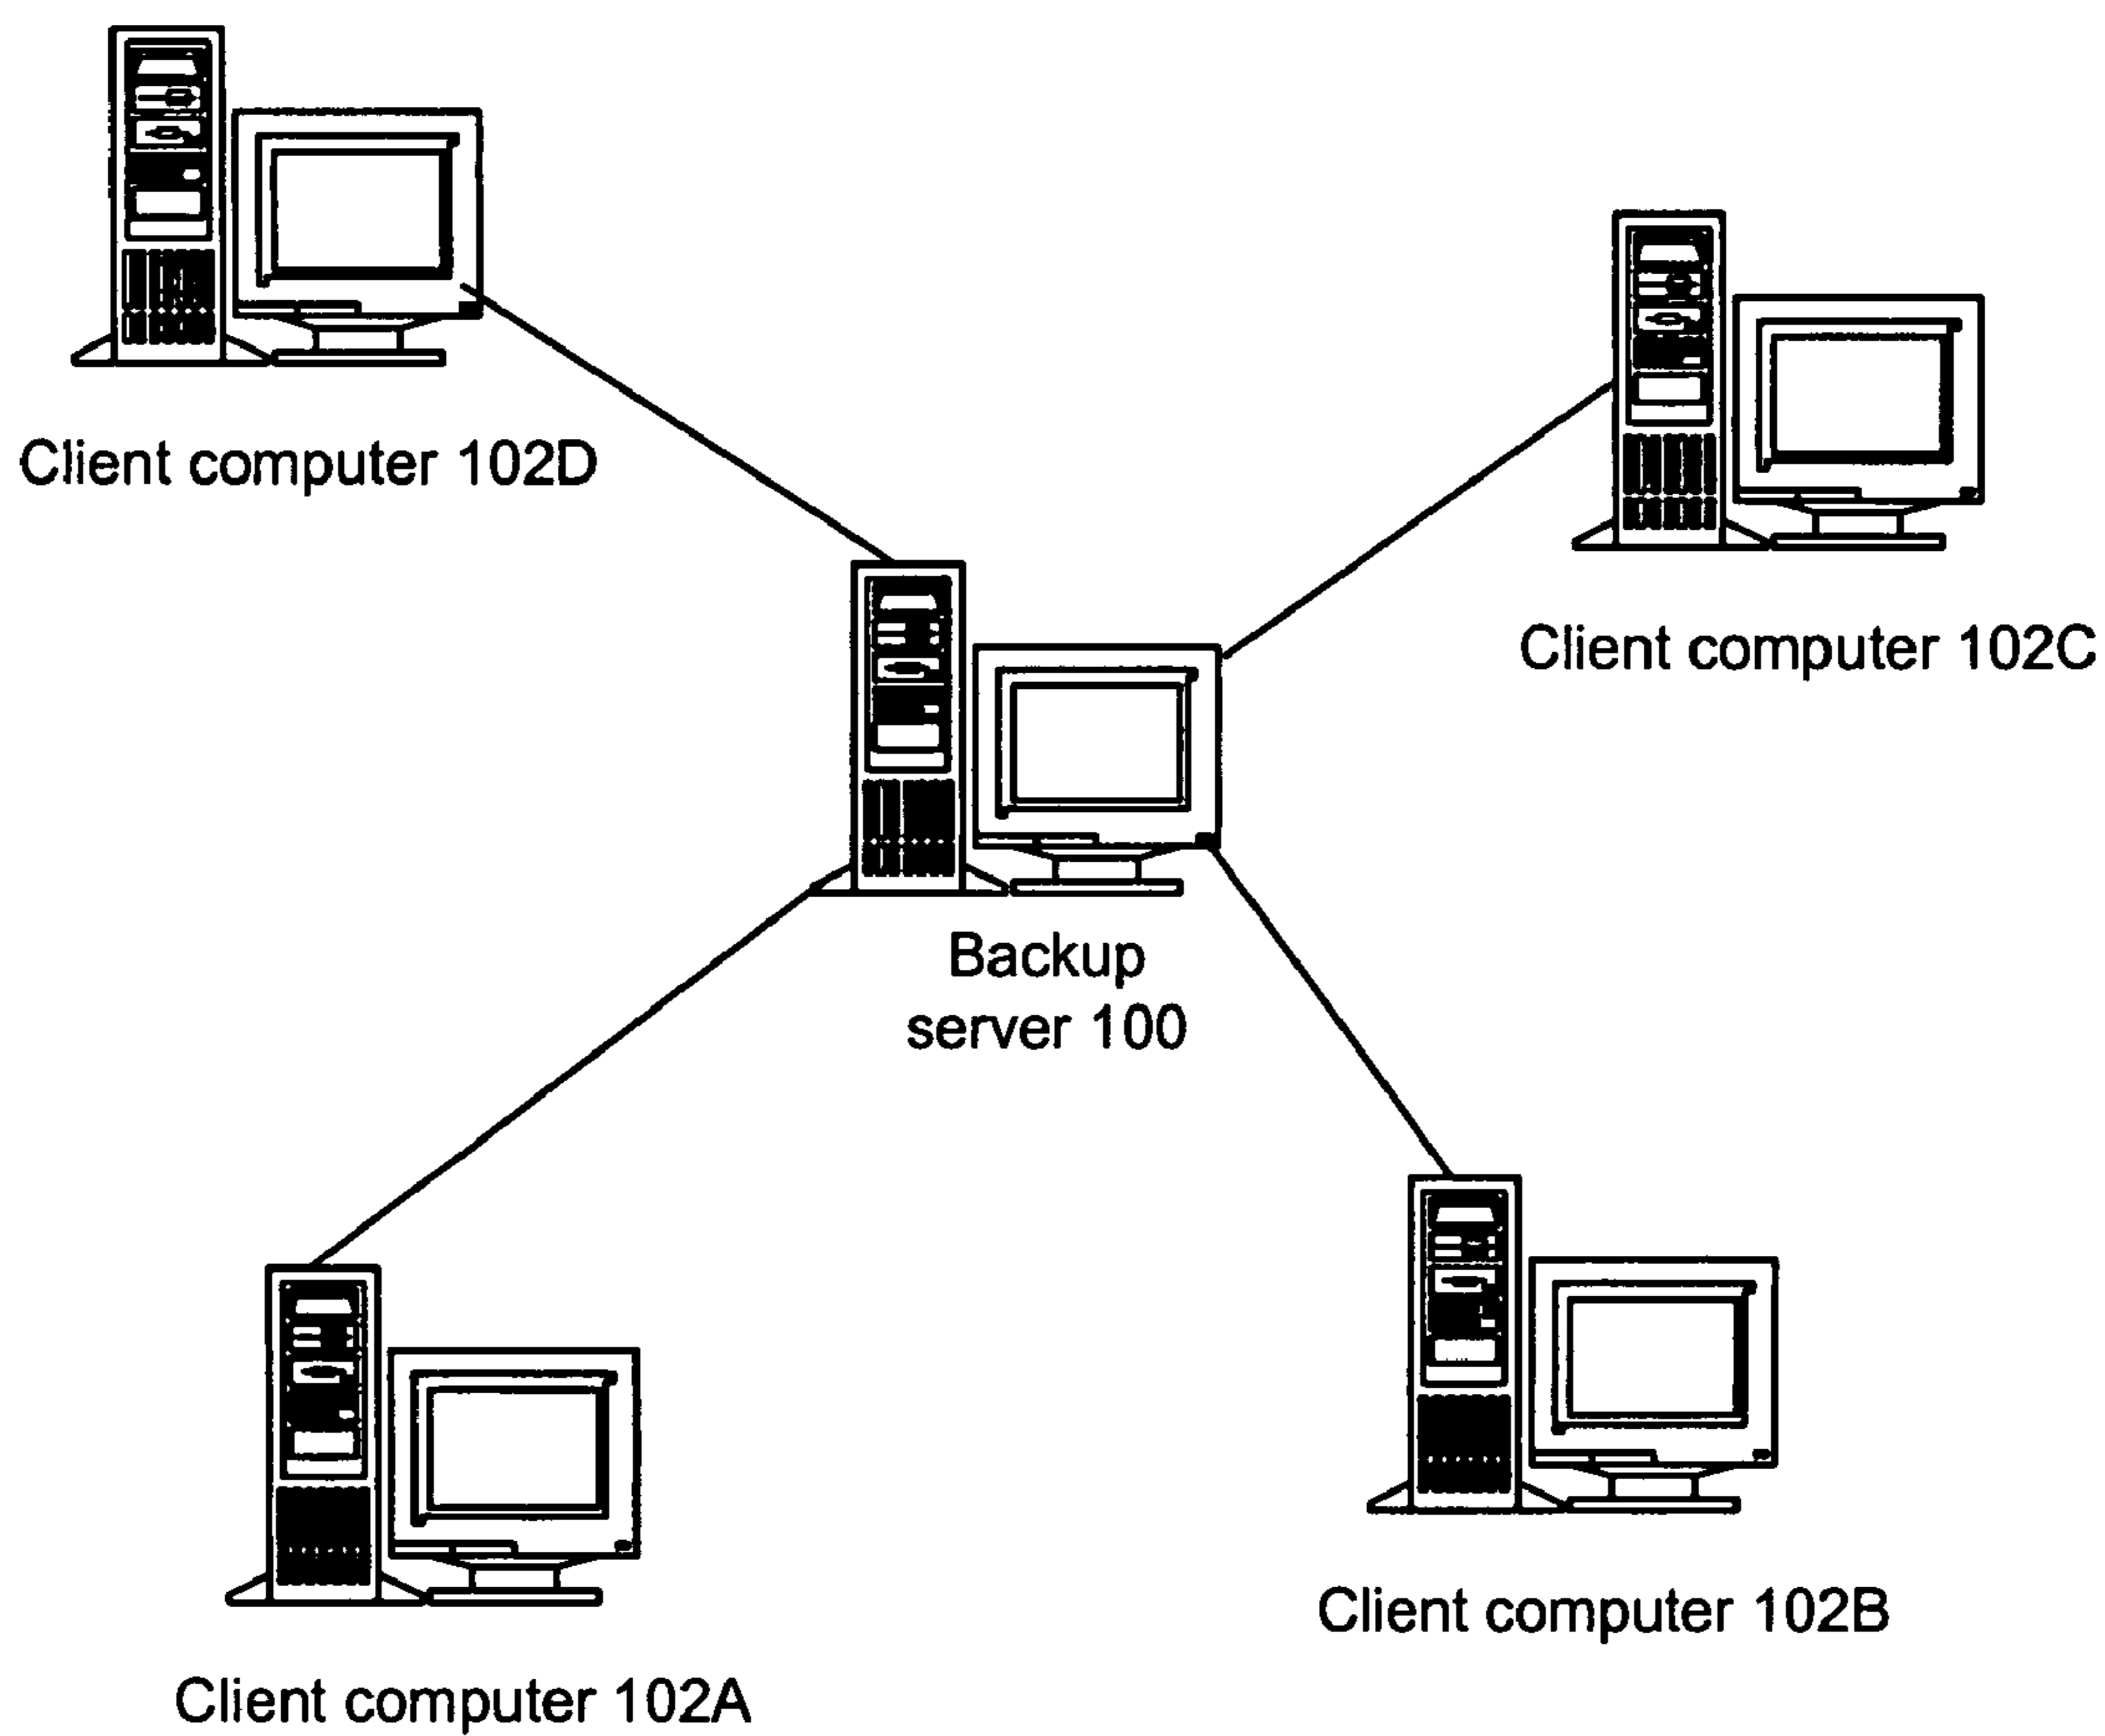 Client computer 102D
Client computer 102C
Backup
server 100
Client computer 102B
Client computer 102A